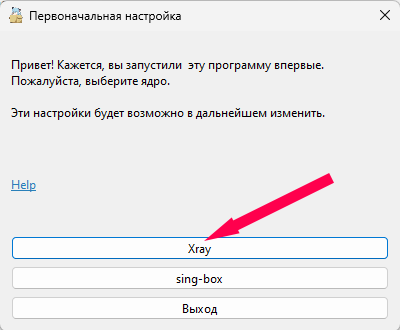 Первоначальная настройка
Привет! Кажется, вы запустили  эту программу впервые.
Пожалуйста, выберите ядро.
Эти настройки будет возможно в дальнейшем изменить.
Help
Xray
sing-box
Выход